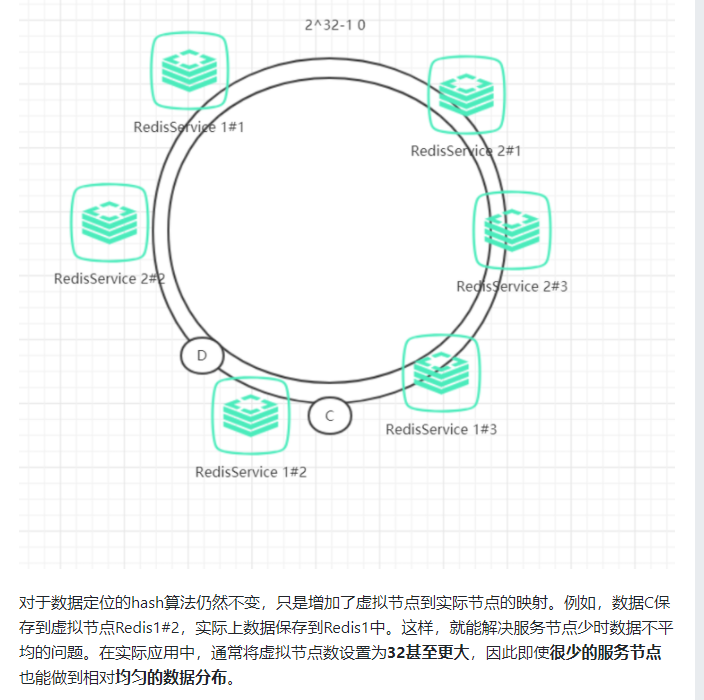 2^32-1 0
RedisService 1#1
RedisService 2#1
RedisService 2#2
RedisService 2#3
D
C
RedisService 1#3
RedisService 1#2
对于数据定位的hash算法仍然不变，只是增加了虚拟节点到实际节点的映射。例如，数据C保
存到虚拟节点Redis1#2，实际上数据保存到Redis1中。这样，就能解决服务节点少时数据不平
均的问题。在实际应用中，通常将虚拟节点数设置为32甚至更大，因此即使很少的服务节点
也能做到相对均匀的数据分布。